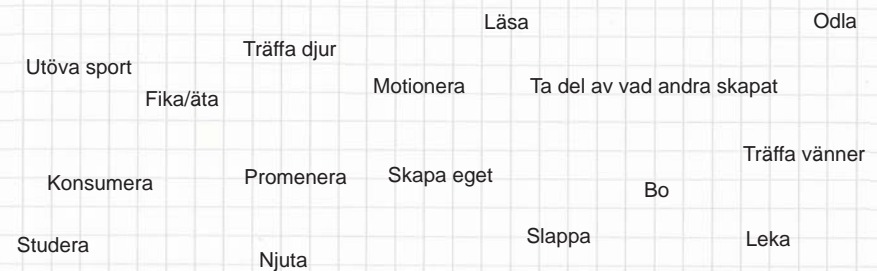 Läsa
Odla
Träffa djur
Utöva sport
Motionera
Ta del av vad andra skapat
Fika/äta
Träffa vänner
Skapa eget
Promenera
Konsumera
Bo
Slappa
Leka
Studera
Njuta